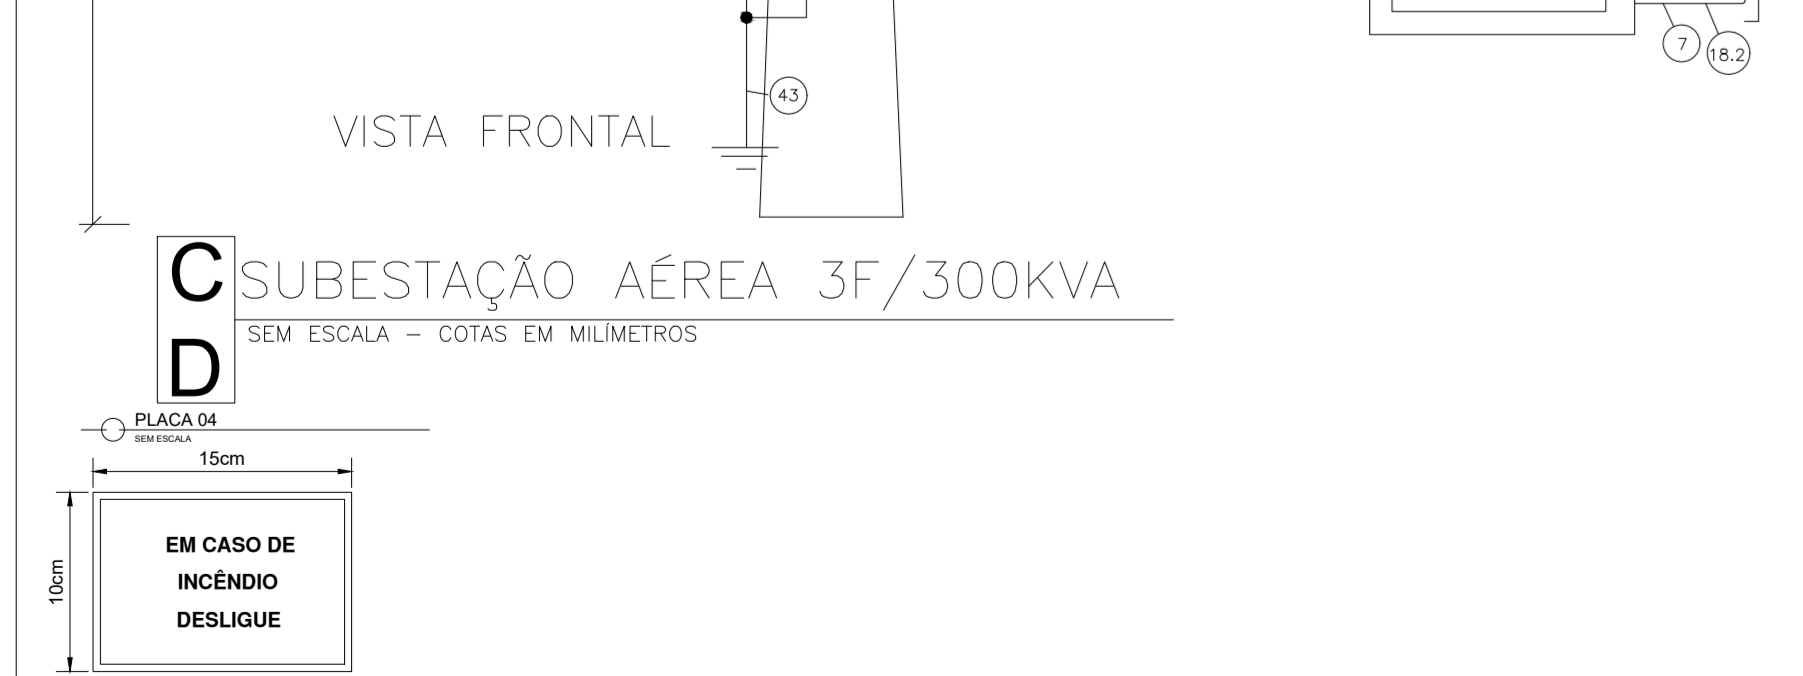 7
18.2
43
VISTA FRONTAL
C
SUBESTAÇÃO AÉREA 3F/300KVA
SEM ESCALA – COTAS EM MILÍMETROS
D
PLACA 04
SEM ESCALA
15cm
10cm
EM CASO DE
INCÊNDIO
DESLIGUE